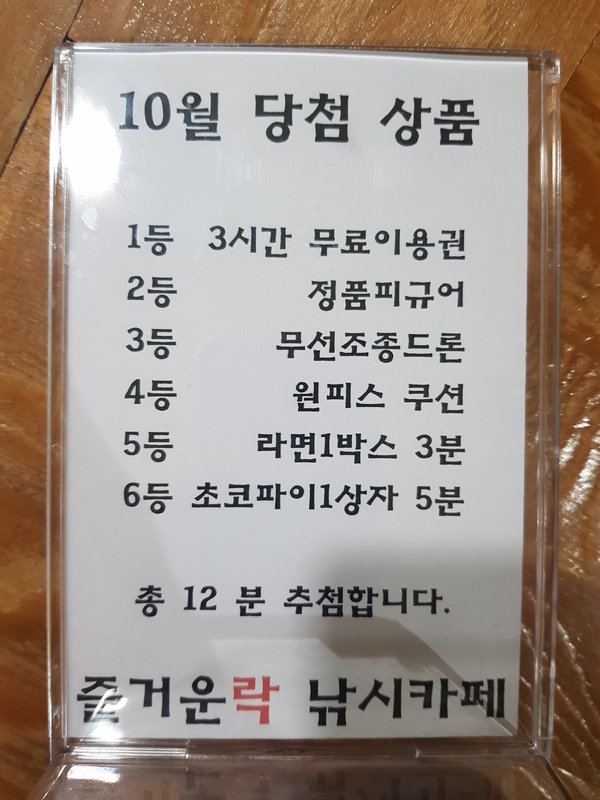 10월 당첨 상품
1등 3시간 무료이용권
2등 정품피규어
3등 무선조종드론
4등 원피스 쿠션
5등 라면1박스 3분
6등 초코파이1상자 5분
총 12 분 추첨합니다.
즐거운락 낚시카페